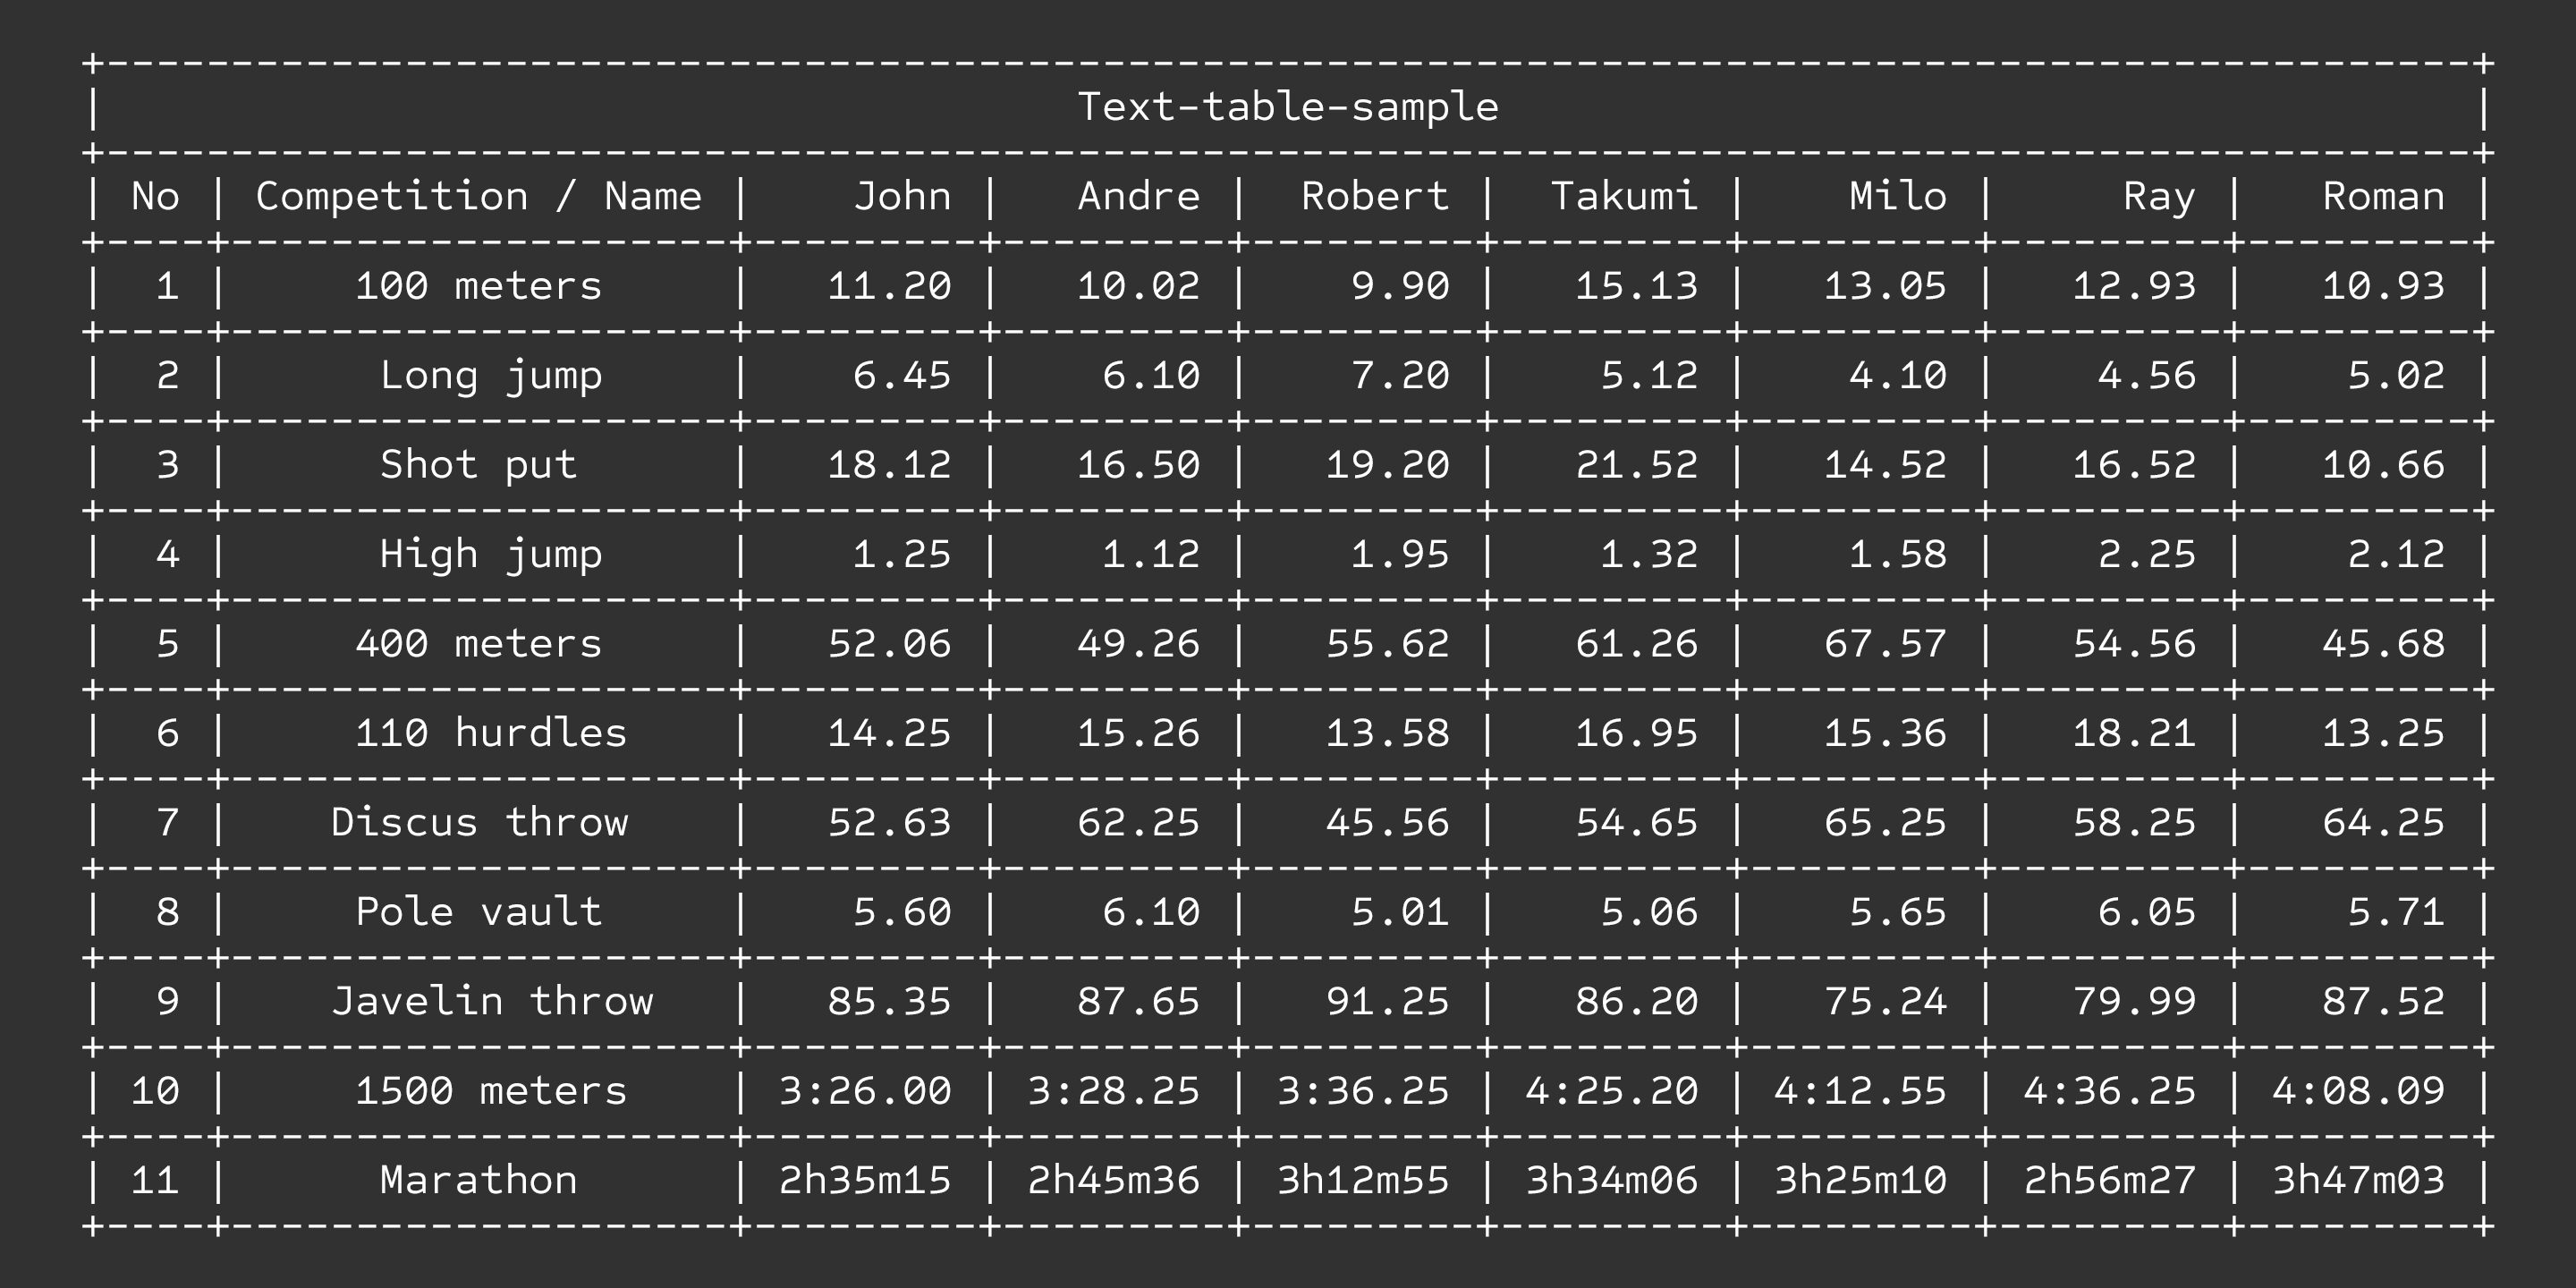 Text-table-sample
No | Competition / Name | John | Andre | Robert | Takumi | Milo | Ray | Roman
1 | 100 meters | 11.20 | 10.02 | 9.90 | 15.13 | 13.05 | 12.93 | 10.93
2 | Long jump | 6.45 | 6.10 | 7.20 | 5.12 | 4.10 | 4.56 | 5.02
3 | Shot put | 18.12 | 16.50 | 19.20 | 21.52 | 14.52 | 16.52 | 10.66
4 | High jump | 1.25 | 1.12 | 1.95 | 1.32 | 1.58 | 2.25 | 2.12
5 | 400 meters | 52.06 | 49.26 | 55.62 | 61.26 | 67.57 | 54.56 | 45.68
6 | 110 hurdles | 14.25 | 15.26 | 13.58 | 16.95 | 15.36 | 18.21 | 13.25
7 | Discus throw | 52.63 | 62.25 | 45.56 | 54.65 | 65.25 | 58.25 | 64.25
8 | Pole vault | 5.60 | 6.10 | 5.01 | 5.06 | 5.65 | 6.05 | 5.71
9 | Javelin throw | 85.35 | 87.65 | 91.25 | 86.20 | 75.24 | 79.99 | 87.52
10 | 1500 meters | 3:26.00 | 3:28.25 | 3:36.25 | 4:25.20 | 4:12.55 | 4:36.25 | 4:08.09
11 | Marathon | 2h35m15 | 2h45m36 | 3h12m55 | 3h34m06 | 3h25m10 | 2h56m27 | 3h47m03